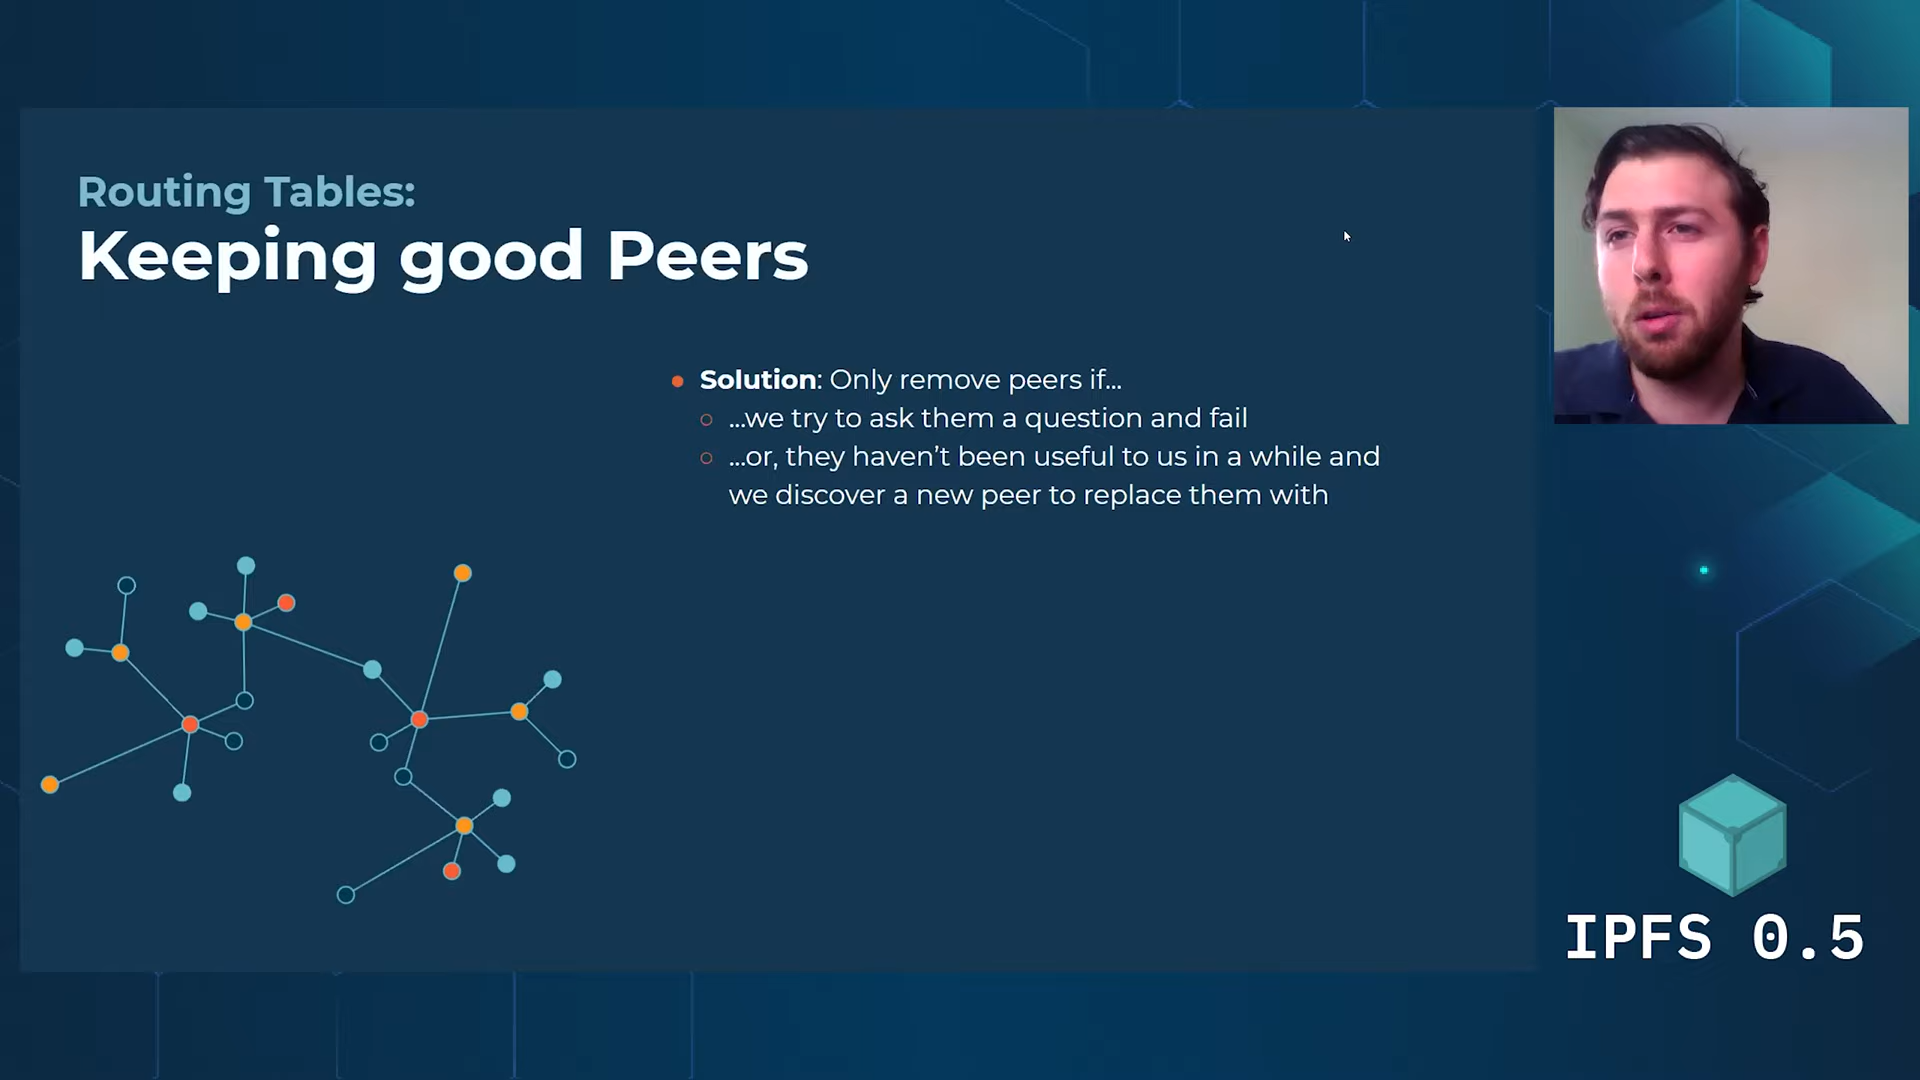 Routing Tables:
Keeping good Peers
Solution: Only remove peers if...
...we try to ask them a question and fail
...or, they haven’t been useful to us in a while and
we discover a new peer to replace them with
IPFS 0.5